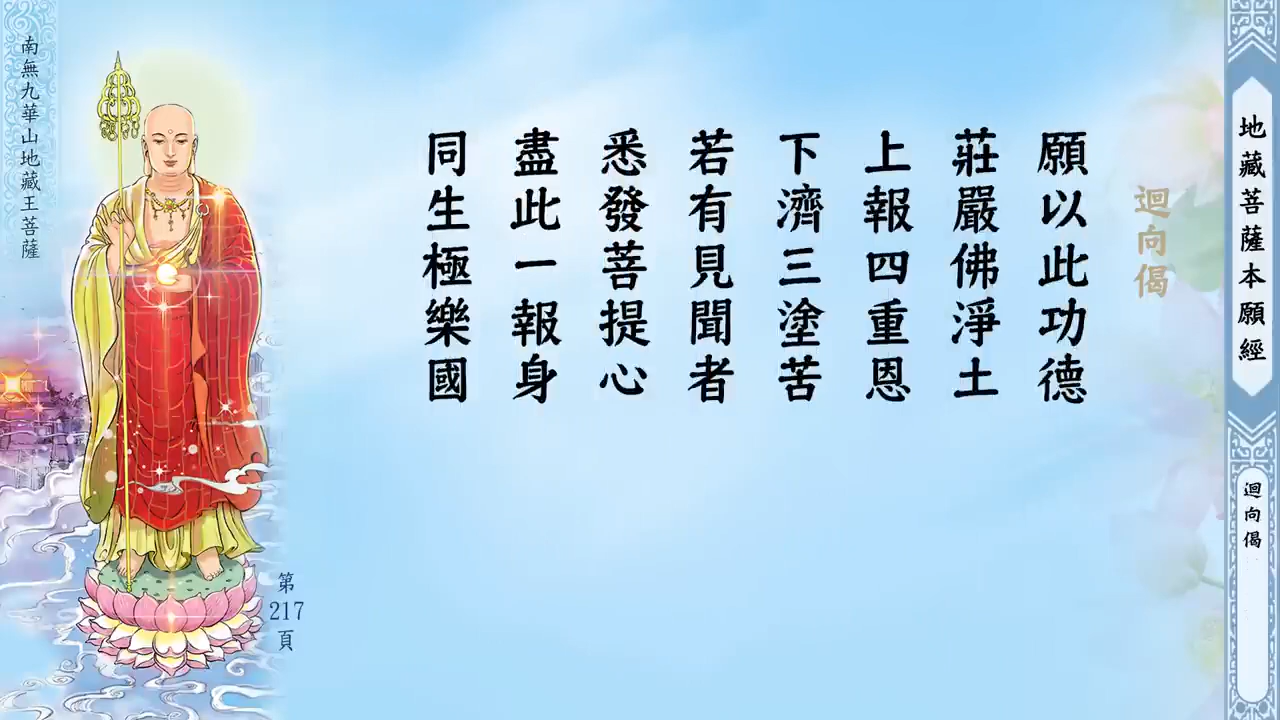 地藏菩薩本願經
迴向偈
迴向偈
願以此功德
莊嚴佛淨土
上報四重恩
下濟三塗苦
若有見聞者
悉發菩提心
盡此一報身
同生極樂國
第
217
頁
南無九華山地藏王菩薩